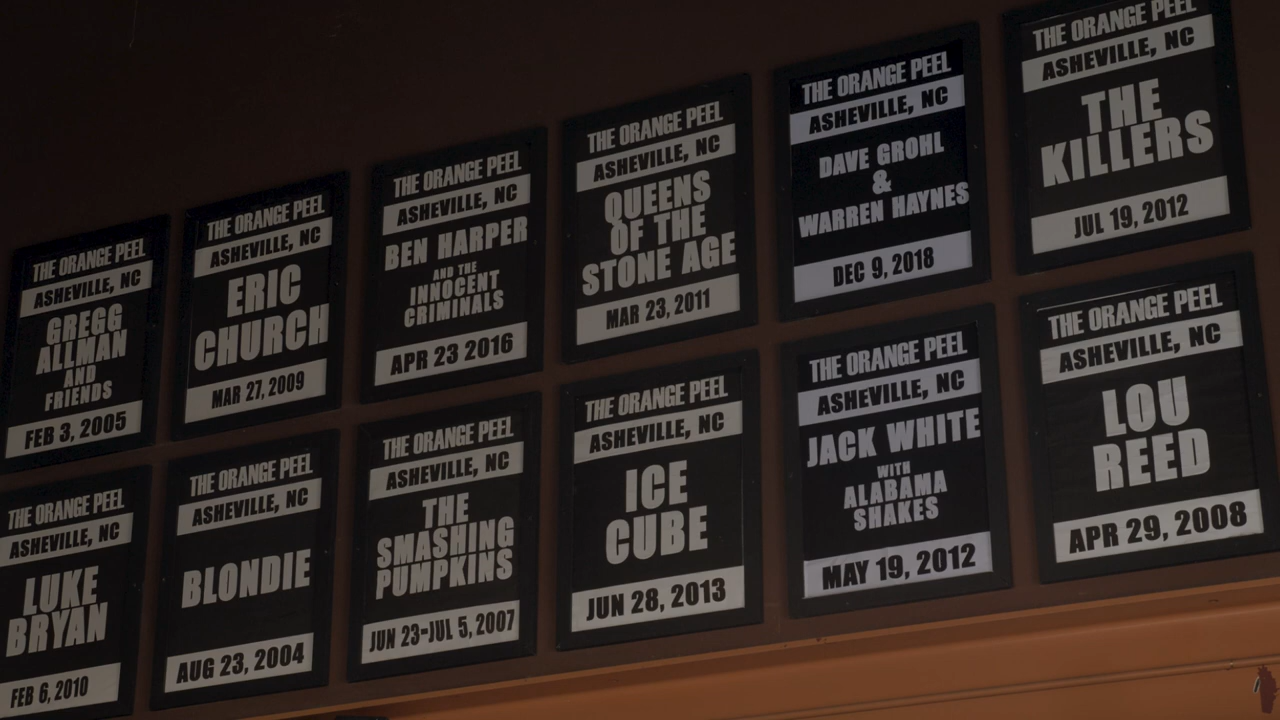 THE ORANGE PEEL
ASHEVILLE, NC
GREGG
ALLMAN
AND
FRIENDS
FEB 3, 2005
THE ORANGE PEEL
ASHEVILLE, NC
ERIC
CHURCH
MAR 27, 2009
THE ORANGE PEEL
ASHEVILLE, NC
BEN HARPER
AND THE
INNOCENT
CRIMINALS
APR 23 2016
THE ORANGE PEEL
ASHEVILLE, NC
QUEENS
OF THE
STONE AGE
MAR 23, 2011
THE ORANGE PEEL
ASHEVILLE, NC
DAVE GROHL
&
WARREN HAYNES
DEC 9, 2018
THE ORANGE PEEL
ASHEVILLE, NC
THE
KILLERS
JUL 19, 2012
THE ORANGE PEEL
ASHEVILLE, NC
LUKE
BRYAN
FEB 6, 2010
THE ORANGE PEEL
ASHEVILLE, NC
BLONDIE
AUG 23, 2004
THE ORANGE PEEL
ASHEVILLE, NC
THE
SMASHING
PUMPKINS
JUN 23-JUL 5, 2007
THE ORANGE PEEL
ASHEVILLE, NC
ICE
CUBE
JUN 28, 2013
THE ORANGE PEEL
ASHEVILLE, NC
JACK WHITE
WITH
ALABAMA
SHAKES
MAY 19, 2012
THE ORANGE PEEL
ASHEVILLE, NC
LOU
REED
APR 29, 2008